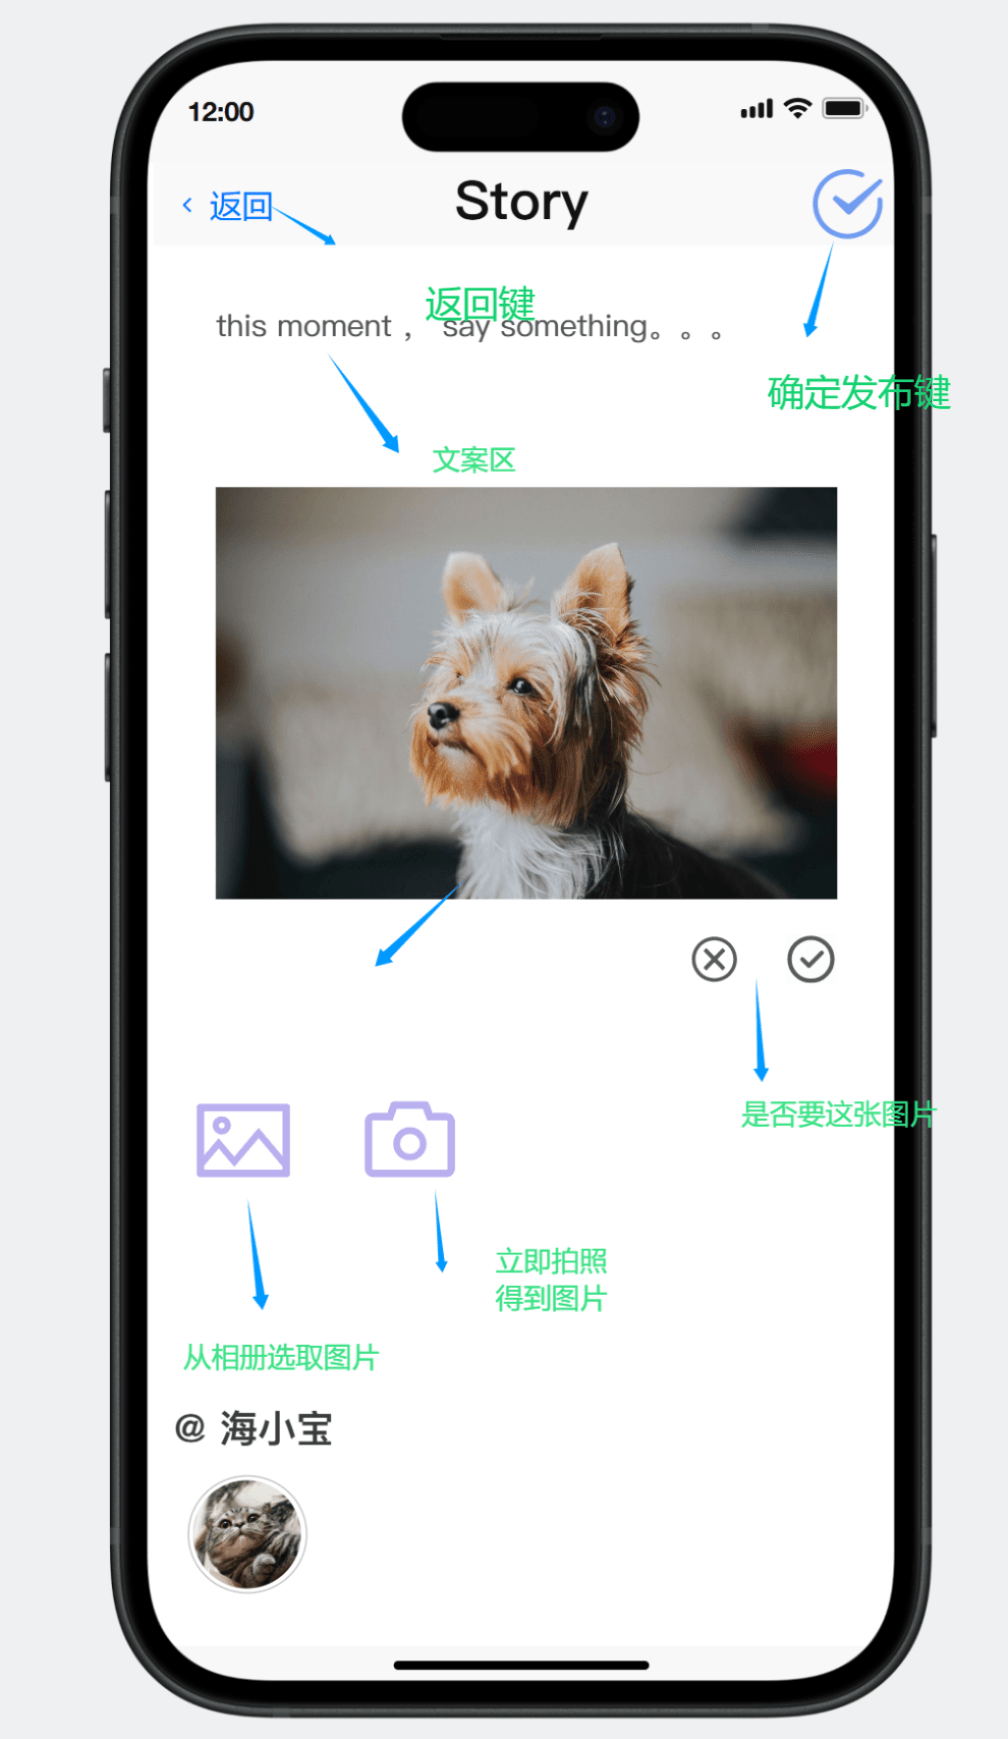 12:00
返回
Story
返回键
this moment ， say something。。。
确定发布键
文案区
是否要这张图片
立即拍照
得到图片
从相册选取图片
@ 海小宝